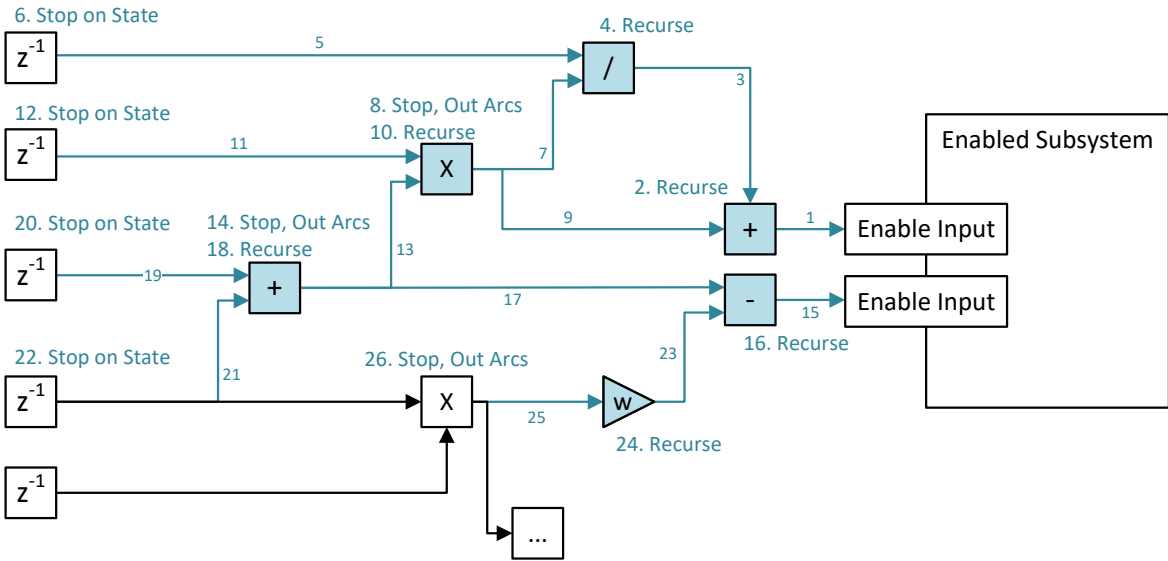 6. Stop on State
4. Recurse
z-1
5
/
3
12. Stop on State
8. Stop, Out Arcs
10. Recurse
z-1
11
X
7
Enabled Subsystem
2. Recurse
20. Stop on State
14. Stop, Out Arcs
18. Recurse
13
9
+
1
Enable Input
z-1
19
+
17
-
15
Enable Input
22. Stop on State
21
26. Stop, Out Arcs
23
16. Recurse
z-1
X
25
w
24. Recurse
z-1
...